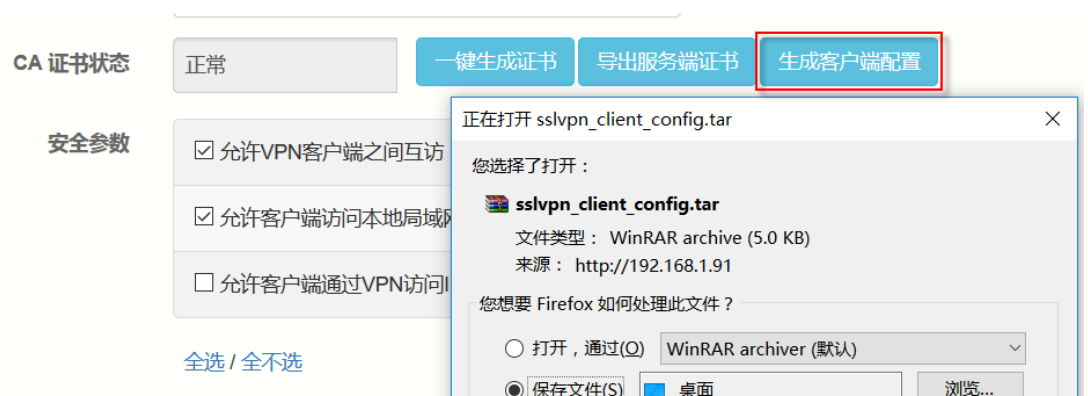 CA 证书状态
正常
一键生成证书
导出服务端证书
生成客户端配置
正在打开 sslvpn_client_config.tar
您选择了打开：
sslvpn_client_config.tar
文件类型： WinRAR archive (5.0 KB)
来源： http://192.168.1.91
您想要 Firefox 如何处理此文件？
打开，通过(O)
WinRAR archiver (默认)
保存文件(S)
桌面
浏览...
安全参数
允许VPN客户端之间互访
允许客户端访问本地局域
允许客户端通过VPN访问
全选 / 全不选